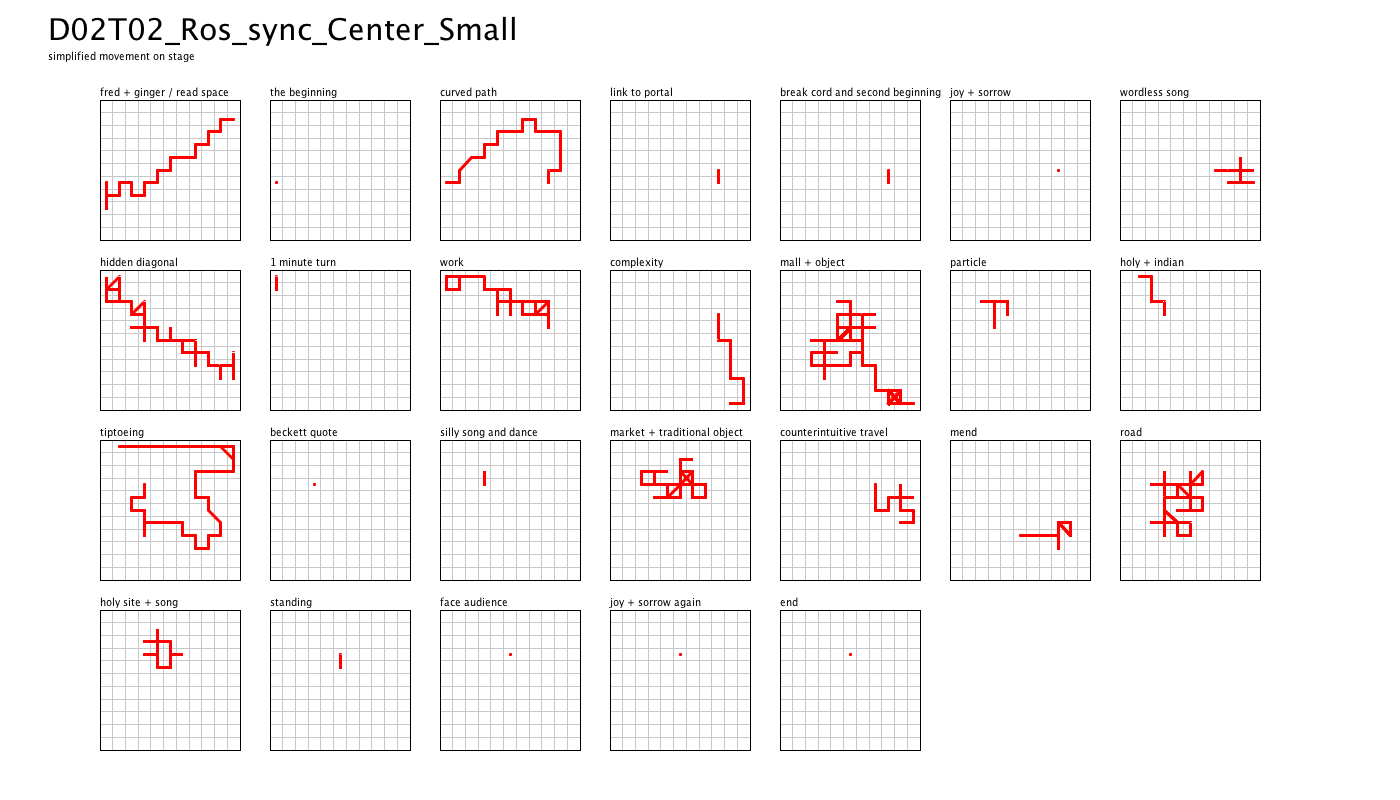 D02T02_Ros_sync_Center_Small
simplified movement on stage
fred + ginger / read space
the beginning
curved path
link to portal
break cord and second beginning
joy + sorrow
wordless song
hidden diagonal
1 minute turn
work
complexity
mall + object
particle
holy + indian
tiptoeing
beckett quote
silly song and dance
market + traditional object
counterintuitive travel
mend
road
holy site + song
standing
face audience
joy + sorrow again
end